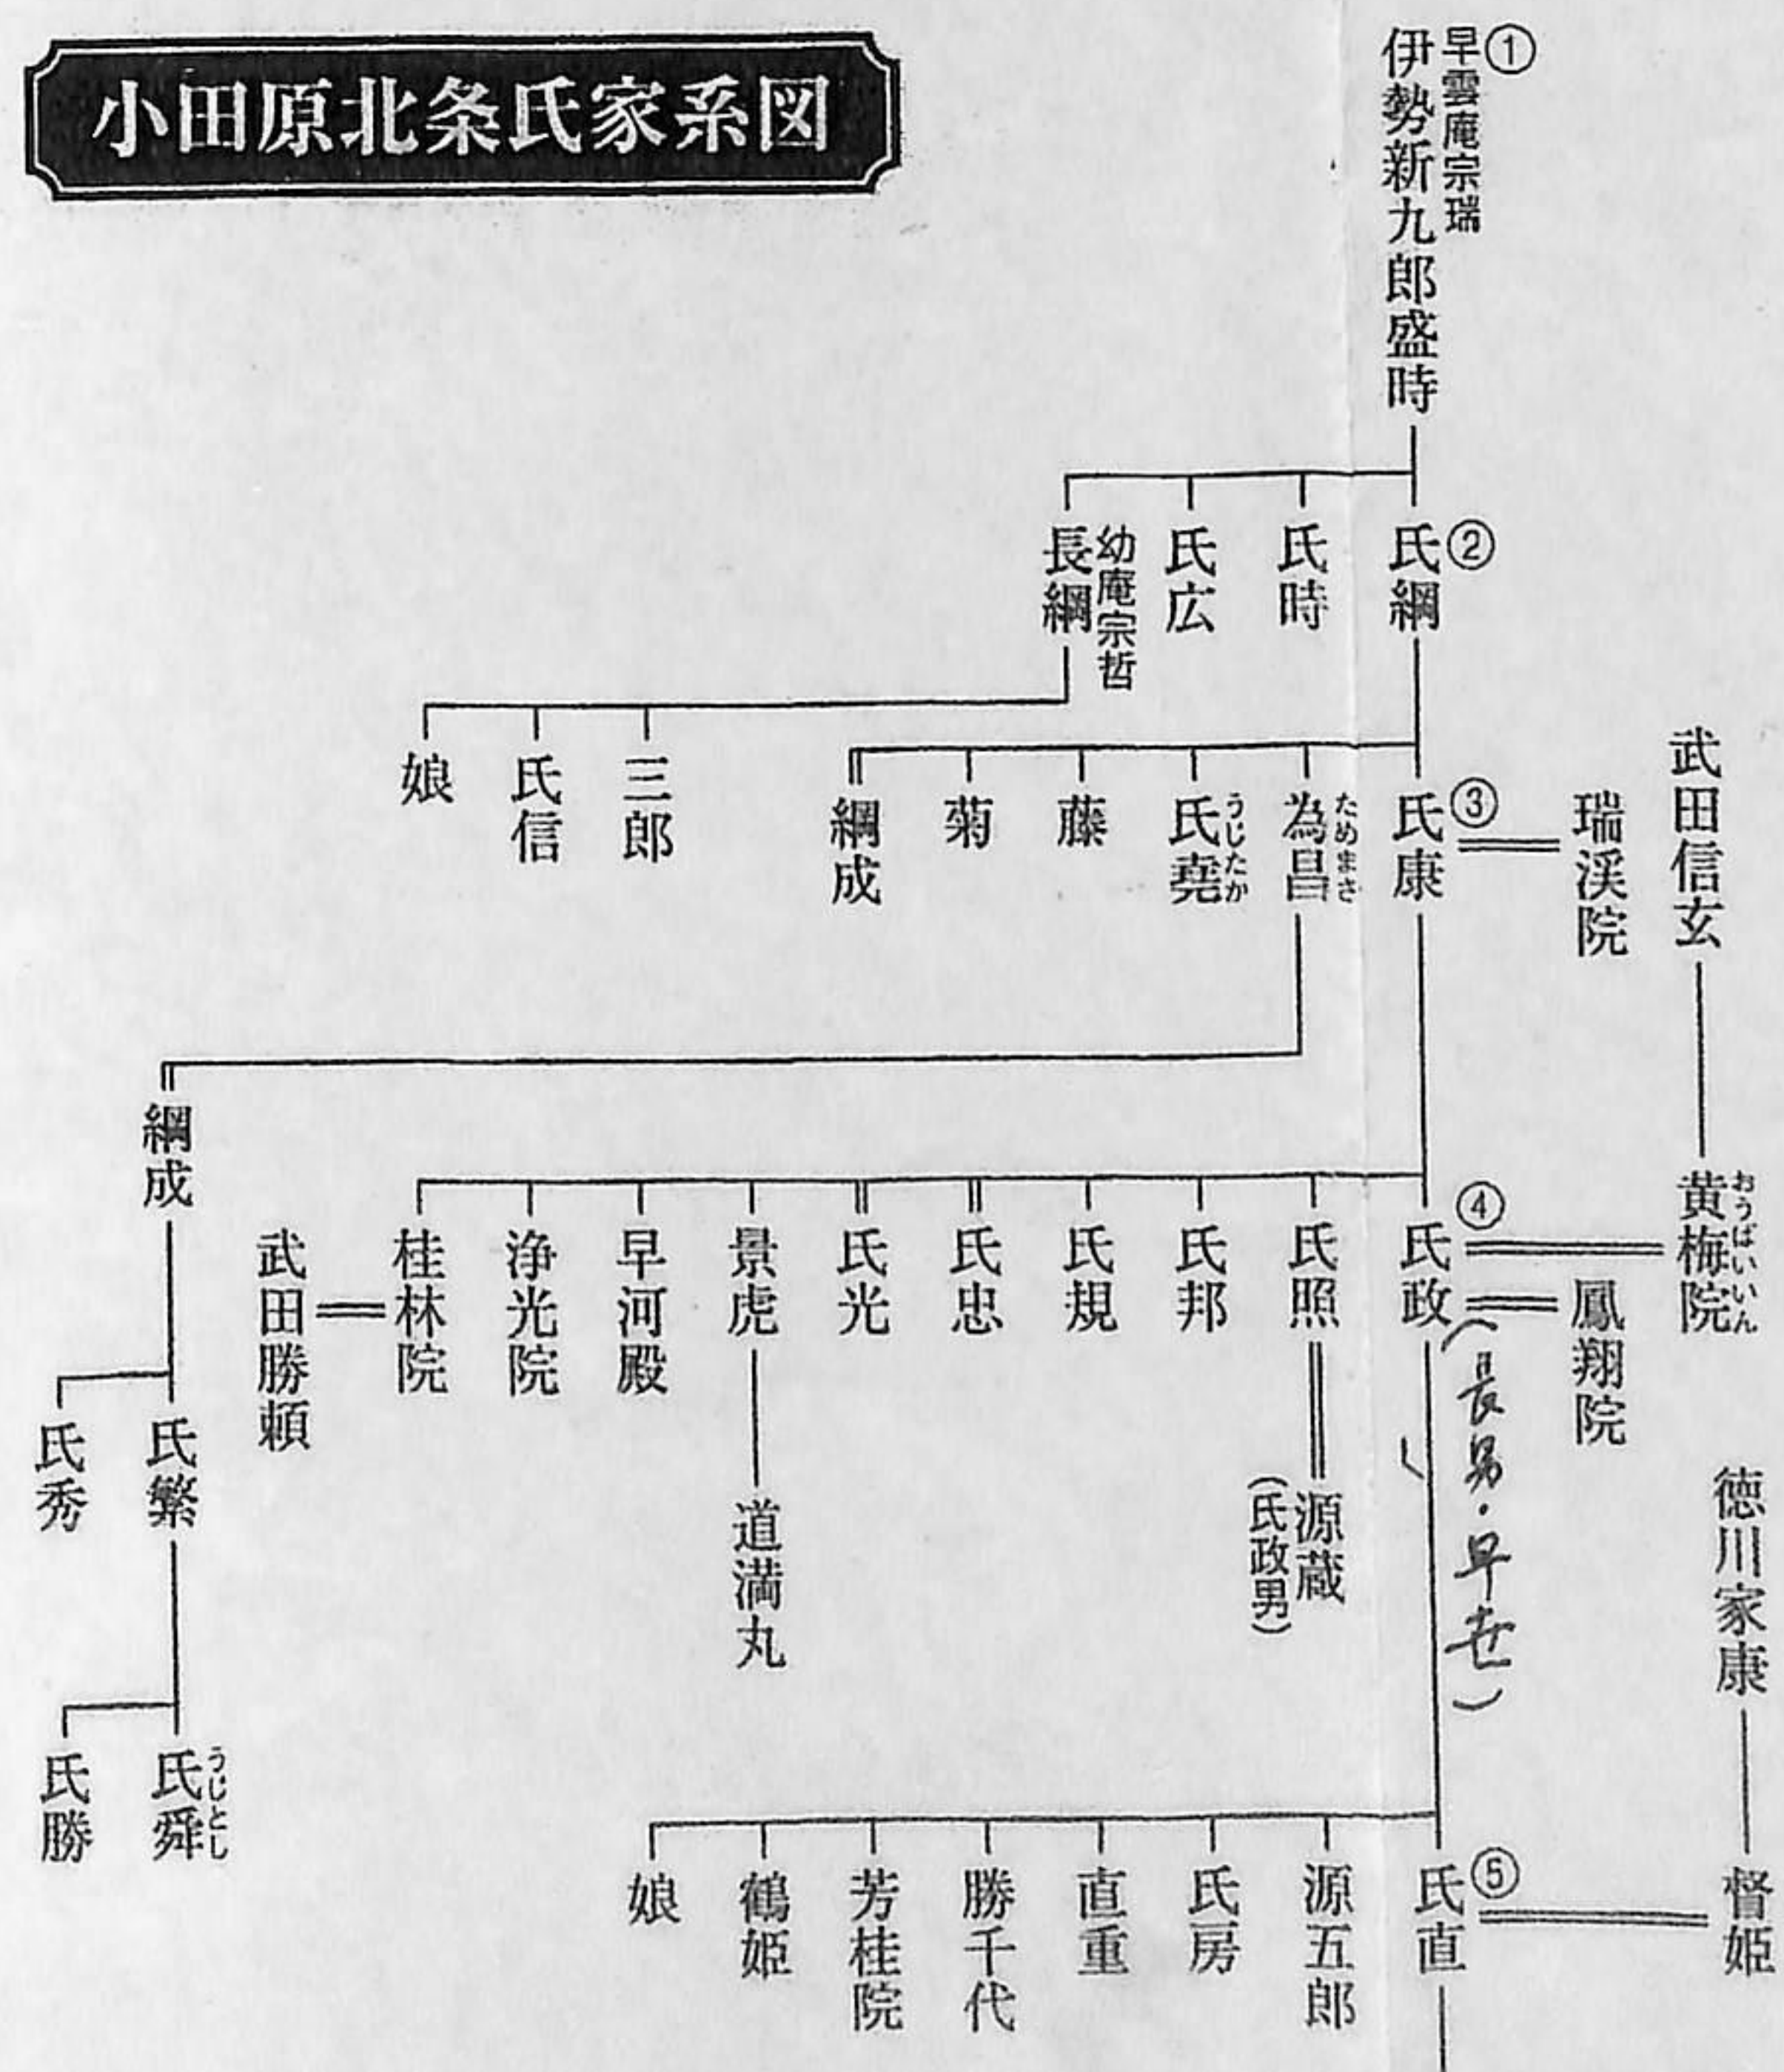 小田原北条氏家系図
①
早雲庵宗瑞
伊勢新九郎盛時
②
氏綱
氏時
氏広
幼庵宗哲
長綱
三郎
氏信
娘
武田信玄
瑞渓院
③
氏康
ためまさ
為昌
うじたか
氏堯
藤
菊
綱成
綱成
おうばいいん
黄梅院
鳳翔院
④
氏政
(長男・早世)
氏照
氏邦
氏規
氏忠
氏光
景虎
早河殿
浄光院
桂林院
武田勝頼
源蔵
(氏政男)
道満丸
氏繁
氏秀
うじとし
氏舜
氏勝
徳川家康
督姫
⑤
氏直
源五郎
氏房
直重
勝千代
芳桂院
鶴姫
娘